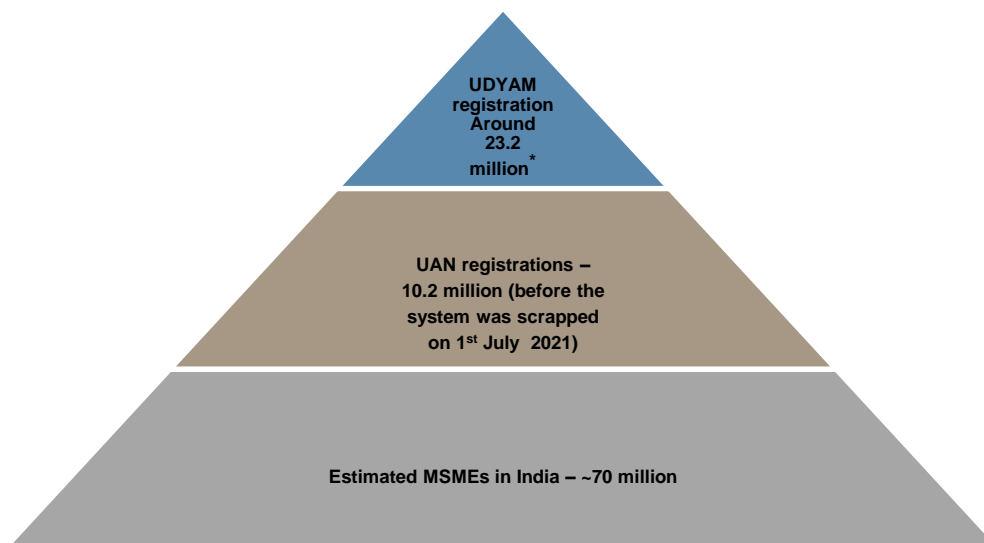 UDYAM
registration
Around
23.2
million*
UAN registrations –
10.2 million (before the
system was scrapped
on 1st July 2021)
Estimated MSMEs in India – ~70 million